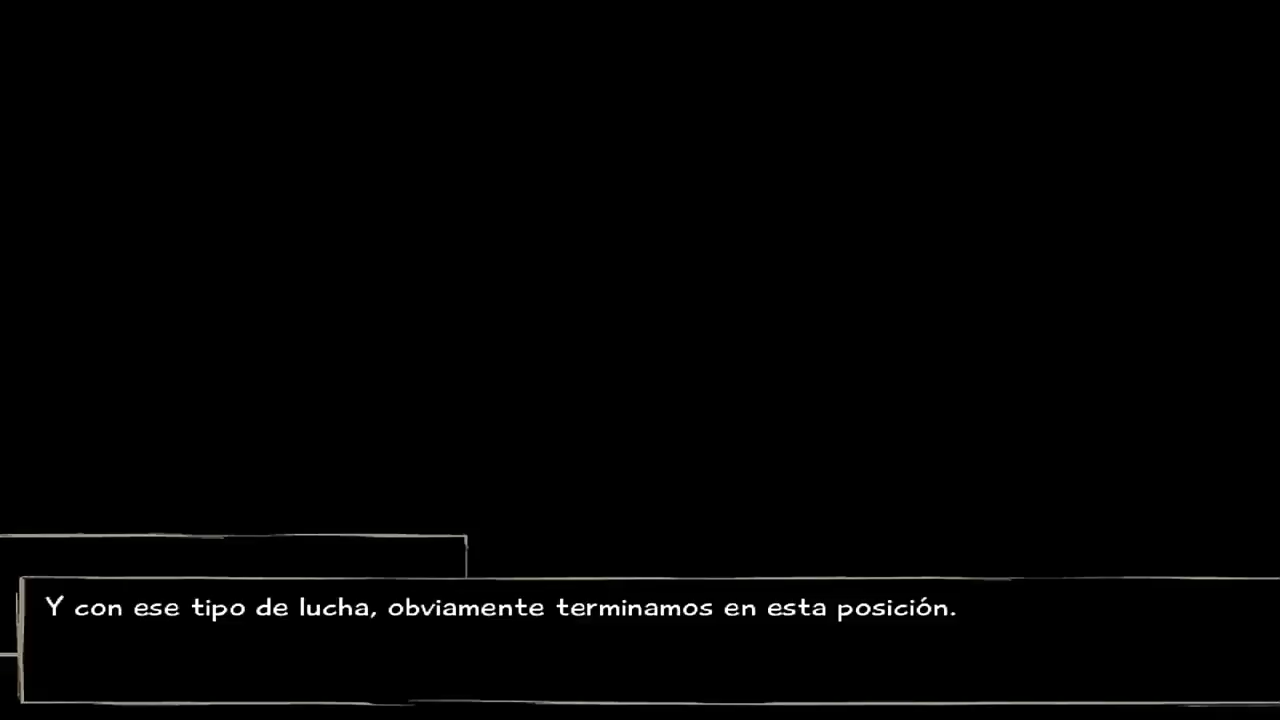 Y con ese tipo de lucha, obviamente terminamos en esta posición.